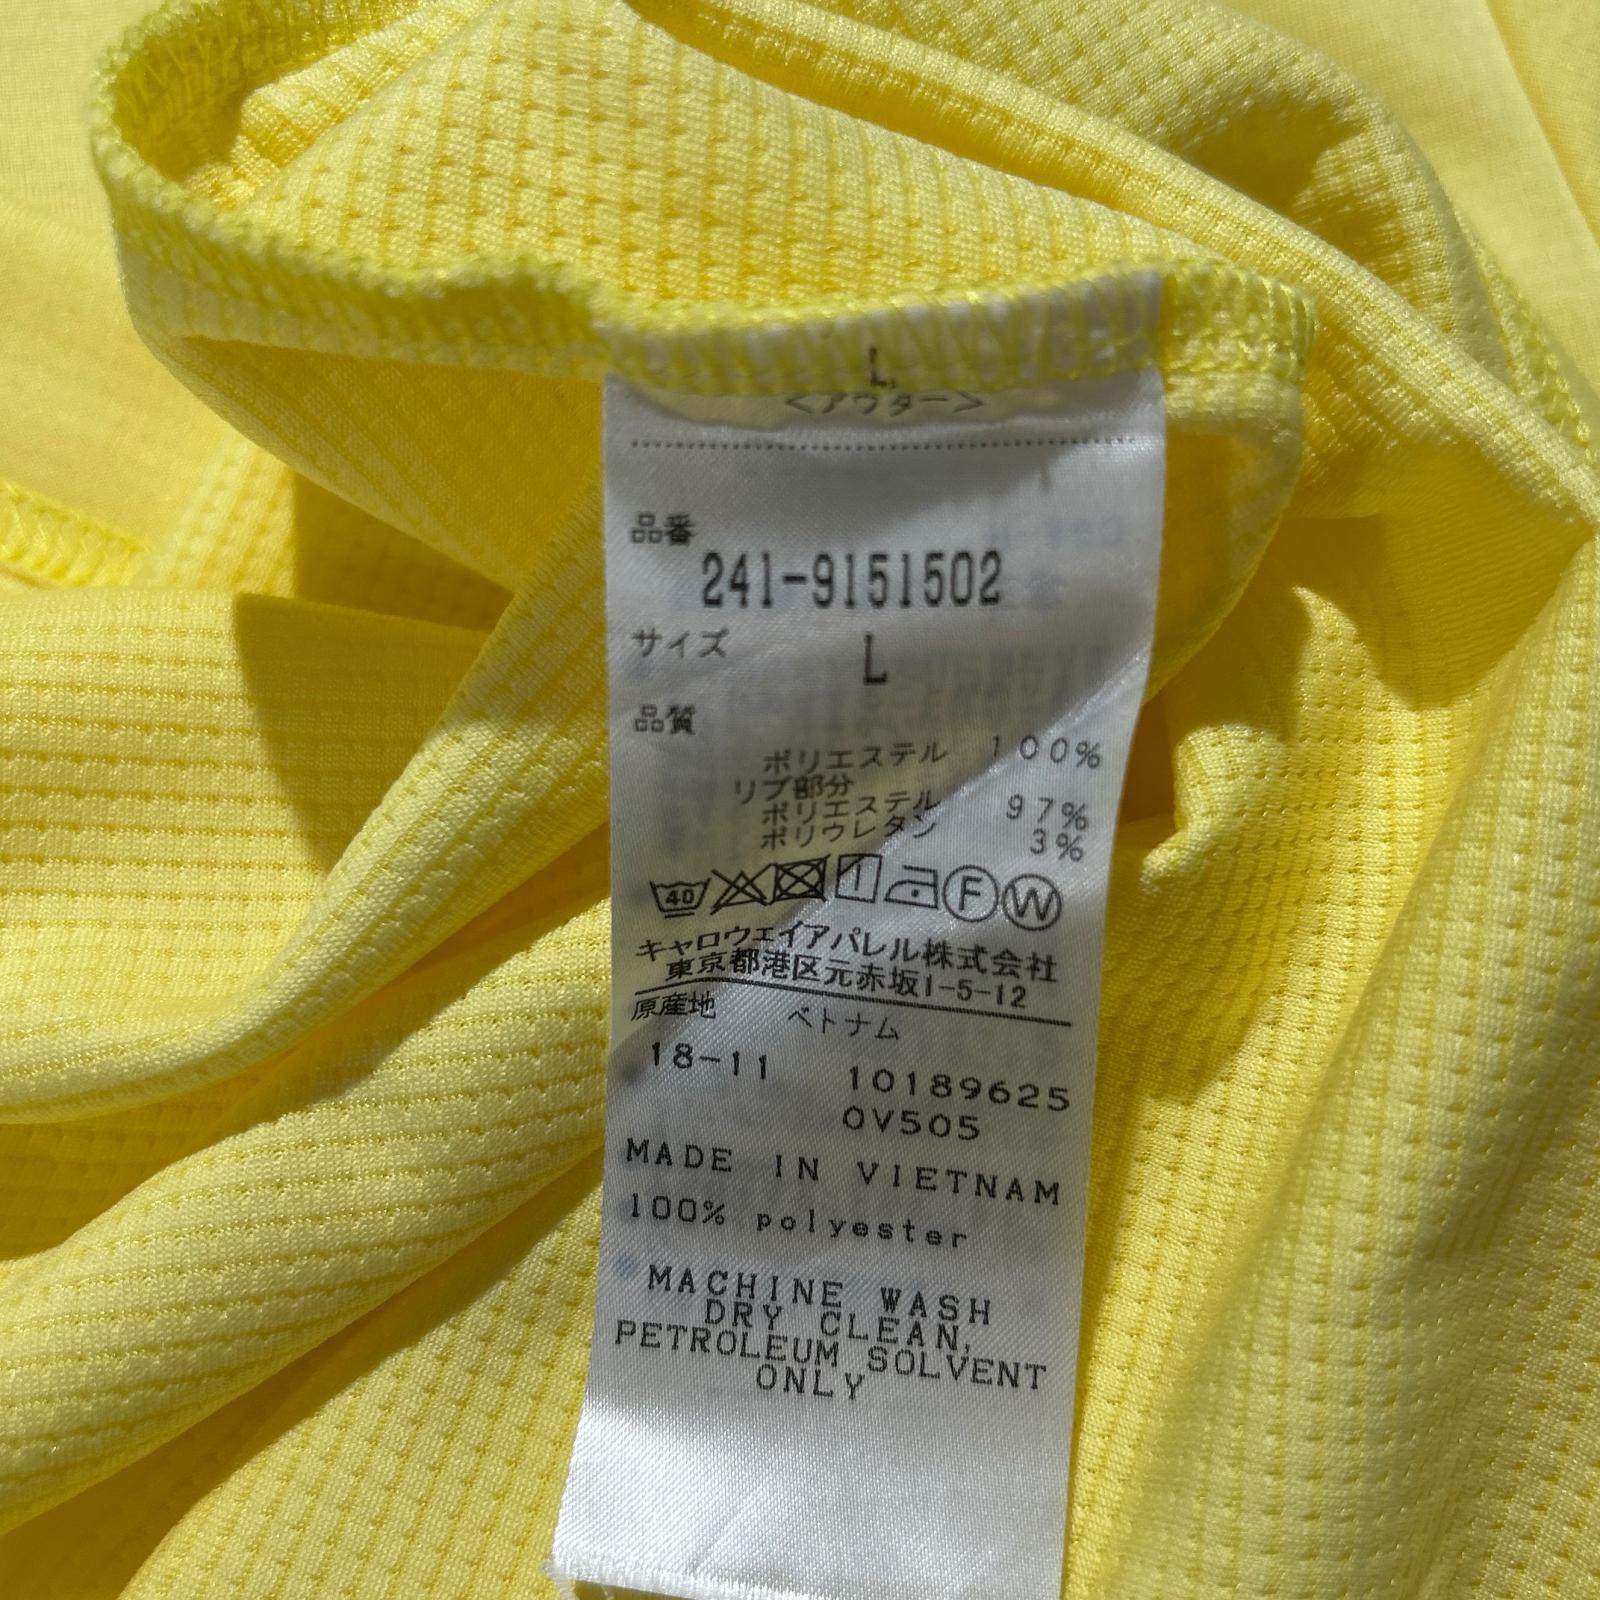 L
<アウター>
品番
241-9151502
サイズ L
品質
ポリエステル 100%
リブ部分
ポリエステル 97%
ポリウレタン 3%
40 F W
キャロウェイアパレル株式会社
東京都港区元赤坂1-5-12
原産地 ベトナム
18-11 10189625
0V505
MADE IN VIETNAM
100% polyester
MACHINE WASH
DRY CLEAN,
PETROLEUM SOLVENT
ONLY